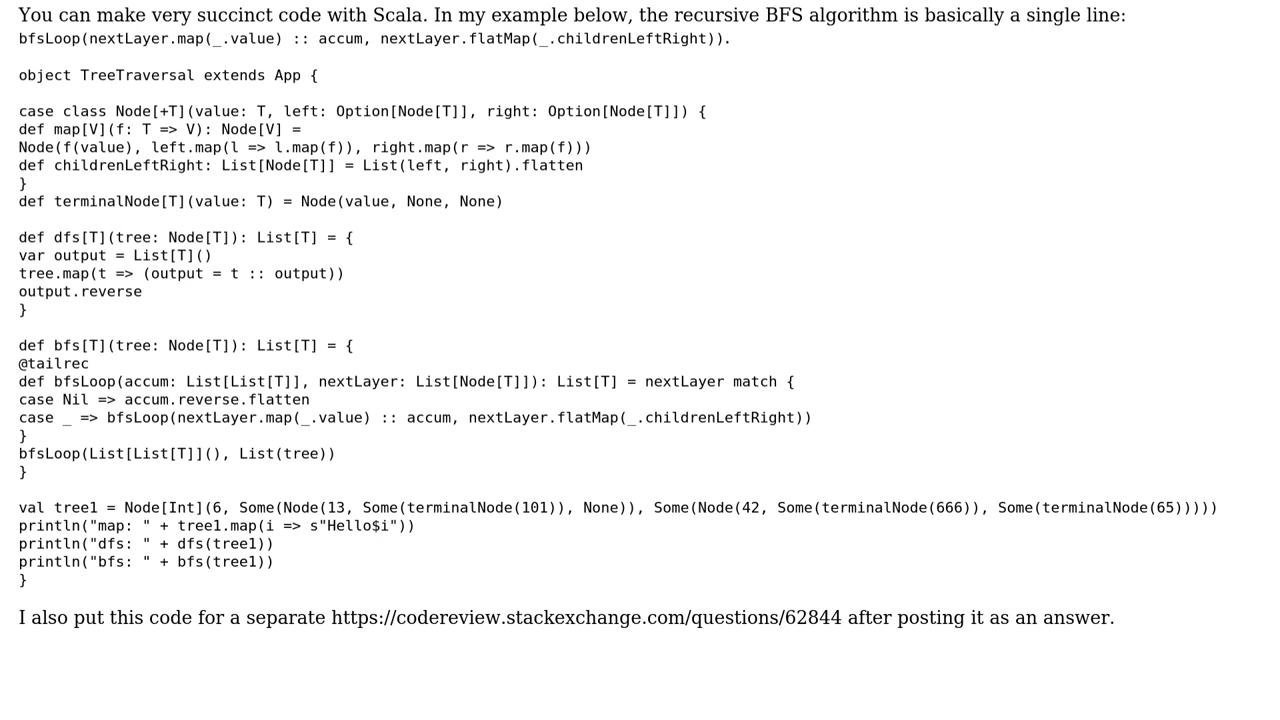 You can make very succinct code with Scala. In my example below, the recursive BFS algorithm is basically a single line:
bfsLoop(nextLayer.map(_.value) :: accum, nextLayer.flatMap(_.childrenLeftRight)).
object TreeTraversal extends App {
case class Node[+T](value: T, left: Option[Node[T]], right: Option[Node[T]]) {
def map[V](f: T => V): Node[V] =
Node(f(value), left.map(l => l.map(f)), right.map(r => r.map(f)))
def childrenLeftRight: List[Node[T]] = List(left, right).flatten
}
def terminalNode[T](value: T) = Node(value, None, None)
def dfs[T](tree: Node[T]): List[T] = {
var output = List[T]()
tree.map(t => (output = t :: output))
output.reverse
}
def bfs[T](tree: Node[T]): List[T] = {
@tailrec
def bfsLoop(accum: List[List[T]], nextLayer: List[Node[T]]): List[T] = nextLayer match {
case Nil => accum.reverse.flatten
case _ => bfsLoop(nextLayer.map(_.value) :: accum, nextLayer.flatMap(_.childrenLeftRight))
}
bfsLoop(List[List[T]](), List(tree))
}
val tree1 = Node[Int](6, Some(Node(13, Some(terminalNode(101)), None)), Some(Node(42, Some(terminalNode(666)), Some(terminalNode(65)))))
println("map: " + tree1.map(i => s"Hello$i"))
println("dfs: " + dfs(tree1))
println("bfs: " + bfs(tree1))
}
I also put this code for a separate https://codereview.stackexchange.com/questions/62844 after posting it as an answer.